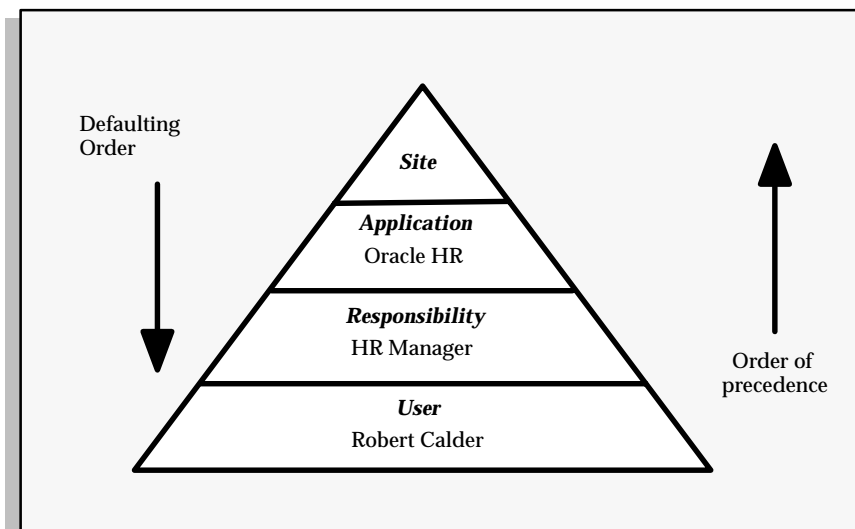 Defaulting
Order
Site
Application
Oracle HR
Responsibility
HR Manager
User
Robert Calder
Order of
precedence